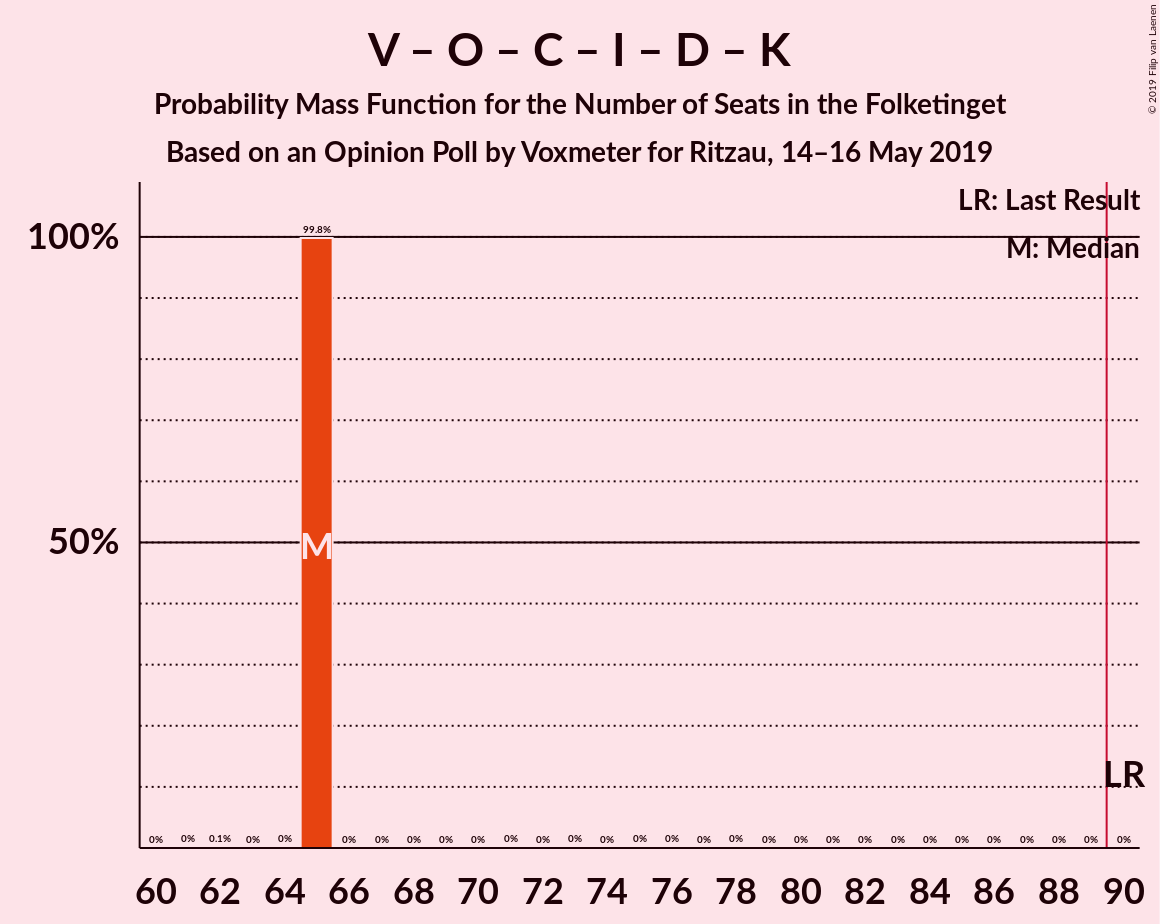 V – O – C – I – D – K
Probability Mass Function for the Number of Seats in the Folketinget
Based on an Opinion Poll by Voxmeter for Ritzau, 14–16 May 2019
© 2019 Filip van Laenen
LR: Last Result
M: Median
100%
50%
99.8%
M
LR
0% 0% 0.1% 0% 0% 0% 0% 0% 0% 0% 0% 0% 0% 0% 0% 0% 0% 0% 0% 0% 0% 0% 0% 0% 0% 0% 0% 0% 0% 0%
60 62 64 66 68 70 72 74 76 78 80 82 84 86 88 90